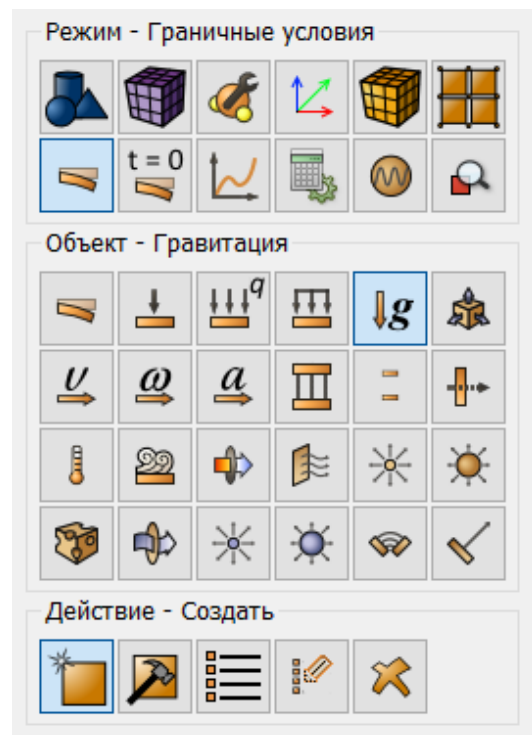 Режим - Граничные условия
t = 0
Объект - Гравитация
q
g
υ ω a
Действие - Создать